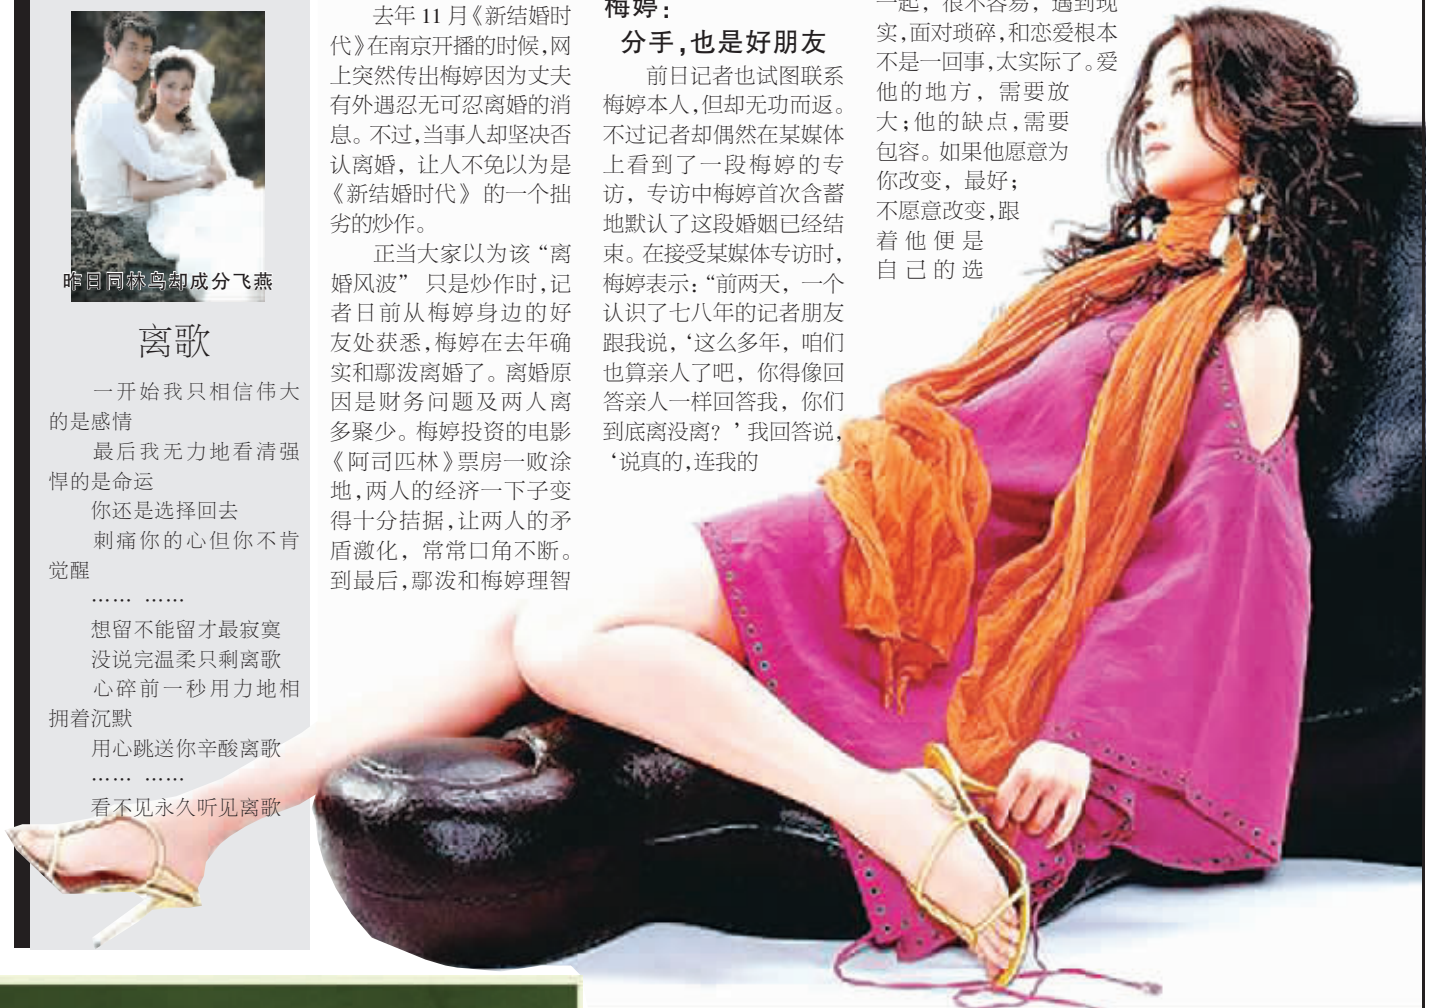 昨日同林鸟却成分飞燕
离歌
一开始我只相信伟大
的是感情
最后我无力地看清强
悍的是命运
你还是选择回去
刺痛你的心但你不肯
觉醒
…… ……
想留不能留才最寂寞
没说完温柔只剩离歌
心碎前一秒用力地相
拥着沉默
用心跳送你辛酸离歌
…… ……
看不见永久听见离歌
去年 11 月《新结婚时
代》在南京开播的时候,网
上突然传出梅婷因为丈夫
有外遇忍无可忍离婚的消
息。不过,当事人却坚决否
认离婚，让人不免以为是
《新结婚时代》的一个拙
劣的炒作。
正当大家以为该“离
婚风波” 只是炒作时,记
者日前从梅婷身边的好
友处获悉,梅婷在去年确
实和鄢泼离婚了。离婚原
因是财务问题及两人离
多聚少。梅婷投资的电影
《阿司匹林》票房一败涂
地,两人的经济一下子变
得十分拮据,让两人的矛
盾激化，常常口角不断。
到最后,鄢泼和梅婷理智
梅婷：
分手,也是好朋友
前日记者也试图联系
梅婷本人,但却无功而返。
不过记者却偶然在某媒体
上看到了一段梅婷的专
访，专访中梅婷首次含蓄
地默认了这段婚姻已经结
束。在接受某媒体专访时,
梅婷表示：“前两天，一个
认识了七八年的记者朋友
跟我说，‘这么多年，咱们
也算亲人了吧，你得像回
答亲人一样回答我，你们
到底离没离？’我回答说,
‘说真的,连我的
一起，很不容易，遇到现
实,面对琐碎,和恋爱根本
不是一回事,太实际了。爱
他的地方，需要放
大；他的缺点,需要
包容。如果他愿意为
你改变，最好；
不愿意改变,跟
着他便是
自己的选